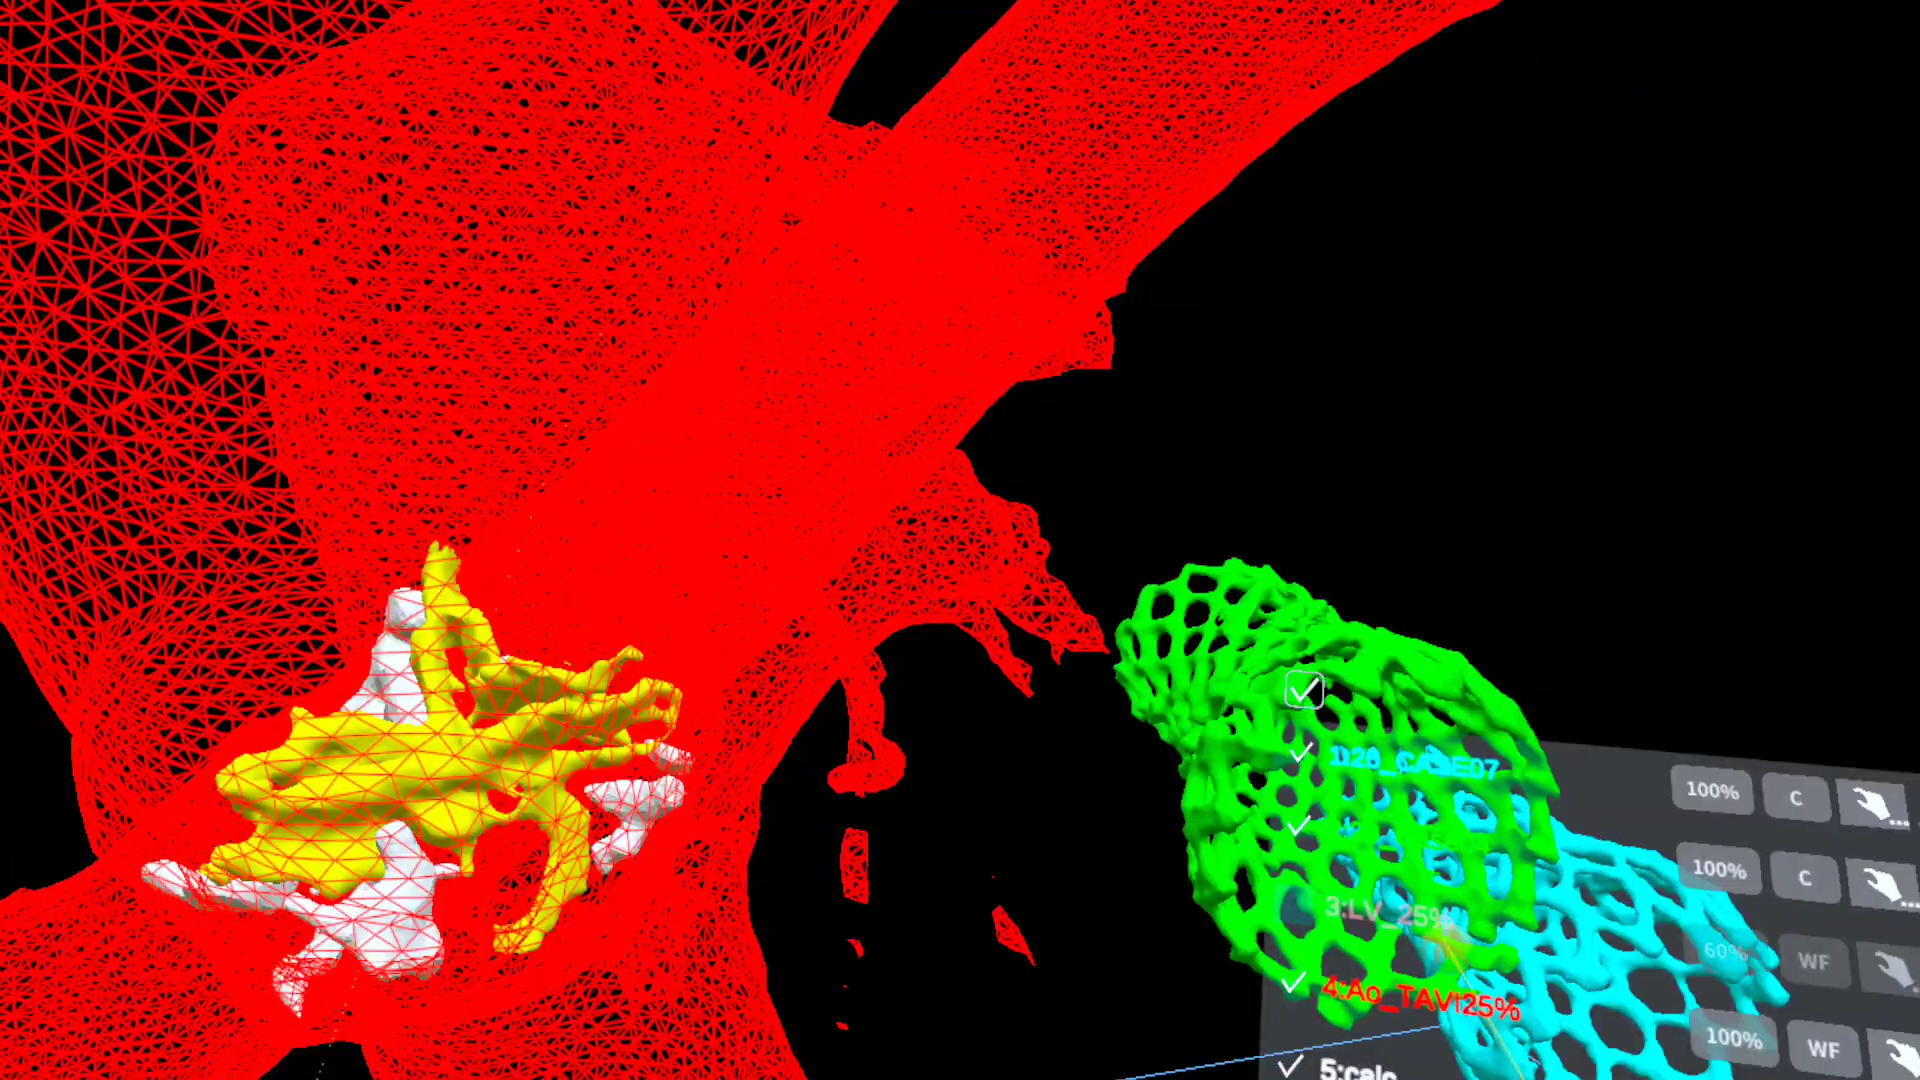 100% C
100% C
3:LV_25% 60% WF
4:Ao_TAVI25% 100% WF
5:calc